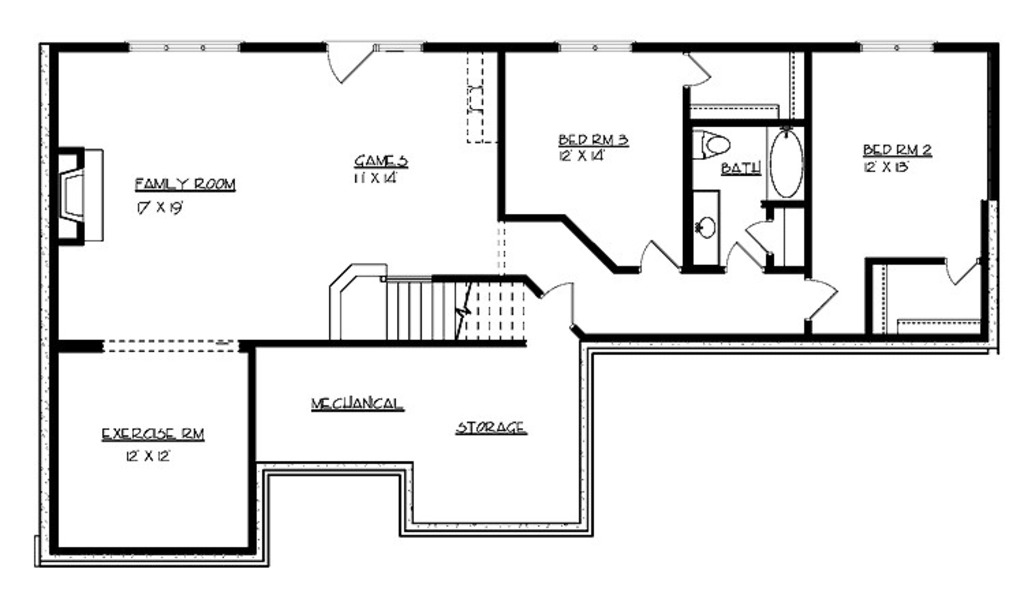 FAMILY ROOM
17' X 19'
GAMES
11' X 14'
BED RM 3
12' X 14'
BATH
BED RM 2
12' X 13'
EXERCISE RM
12' X 12'
MECHANICAL
STORAGE